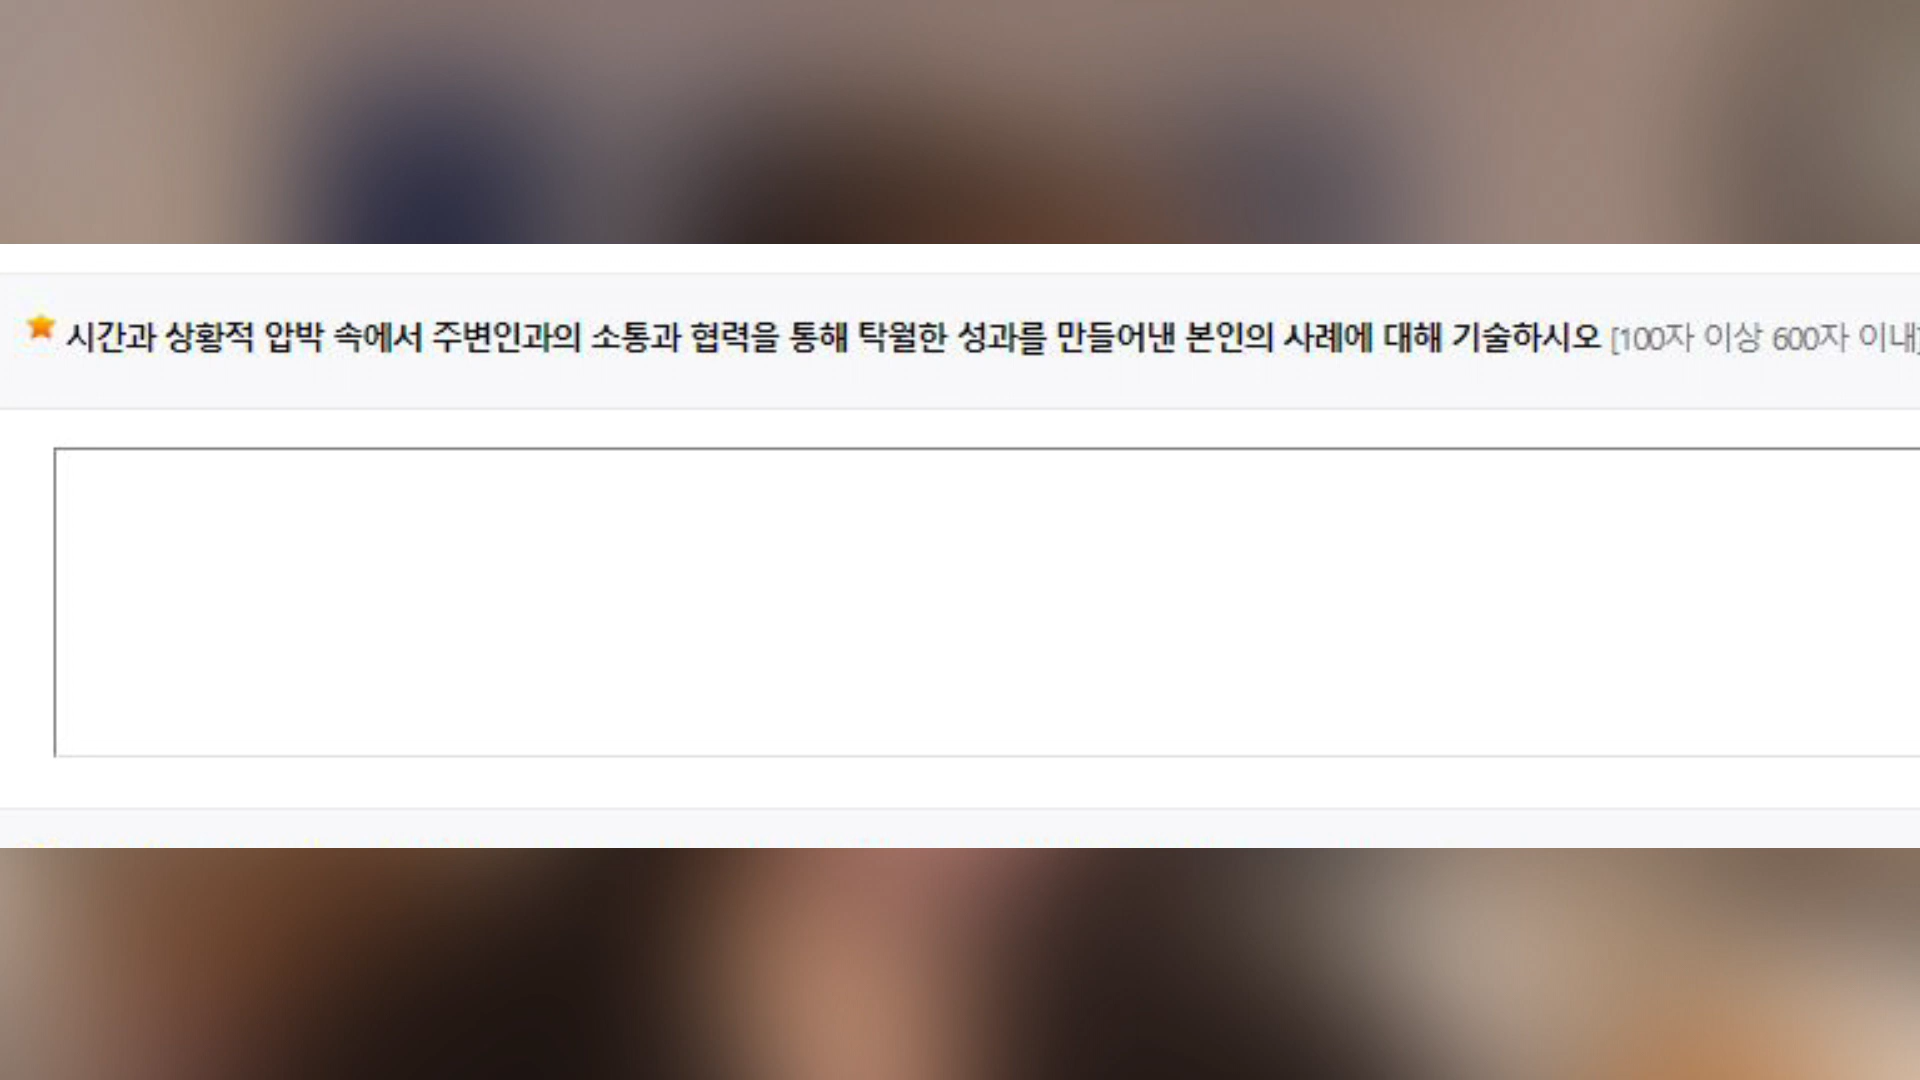 시간과 상황적 압박 속에서 주변인과의 소통과 협력을 통해 탁월한 성과를 만들어낸 본인의 사례에 대해 기술하시오 [100자 이상 600자 이내]